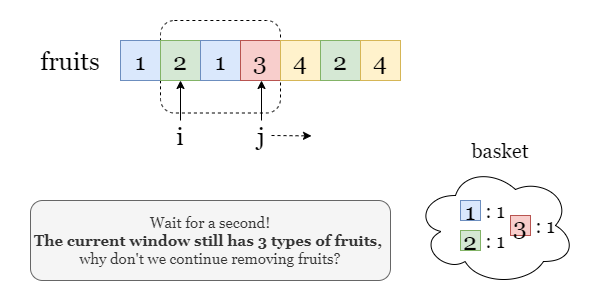 fruits 1 2 1 3 4 2 4
i j
basket
1 : 1
3 : 1
2 : 1
Wait for a second!
The current window still has 3 types of fruits,
why don't we continue removing fruits?